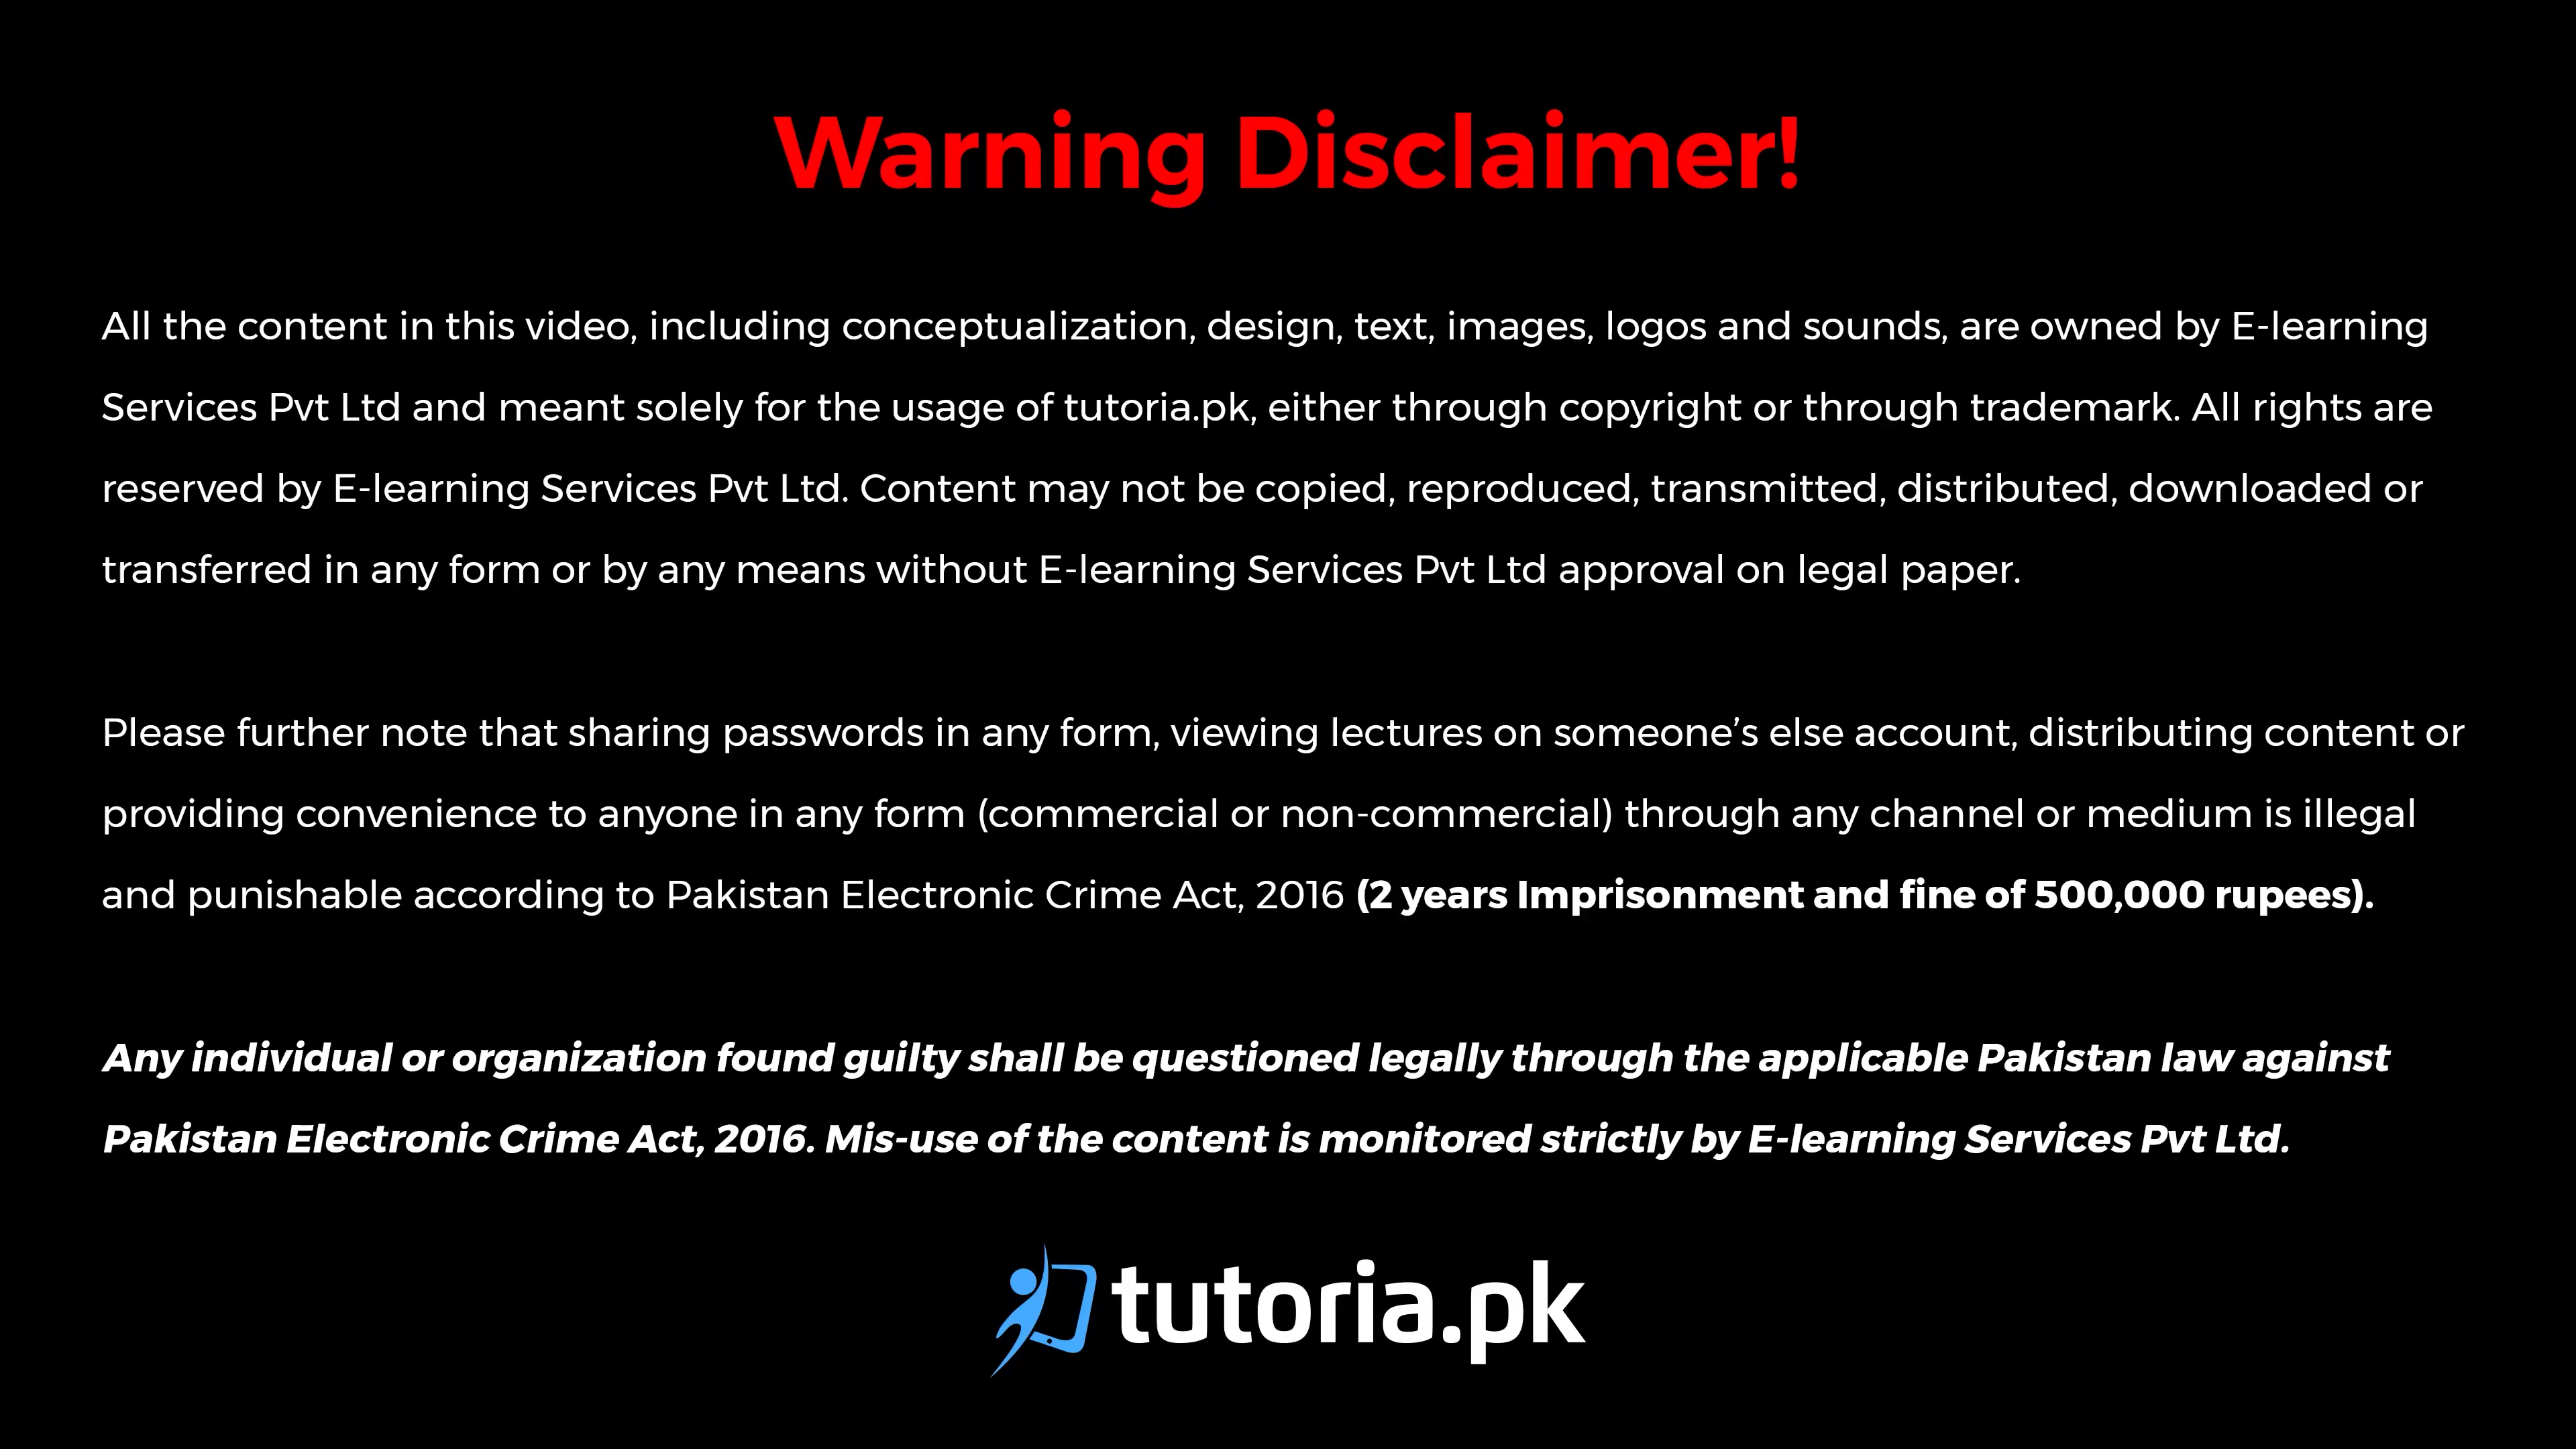 Warning Disclaimer!
All the content in this video, including conceptualization, design, text, images, logos and sounds, are owned by E-learning
Services Pvt Ltd and meant solely for the usage of tutoria.pk, either through copyright or through trademark. All rights are
reserved by E-learning Services Pvt Ltd. Content may not be copied, reproduced, transmitted, distributed, downloaded or
transferred in any form or by any means without E-learning Services Pvt Ltd approval on legal paper.
Please further note that sharing passwords in any form, viewing lectures on someone’s else account, distributing content or
providing convenience to anyone in any form (commercial or non-commercial) through any channel or medium is illegal
and punishable according to Pakistan Electronic Crime Act, 2016 (2 years Imprisonment and fine of 500,000 rupees).
Any individual or organization found guilty shall be questioned legally through the applicable Pakistan law against
Pakistan Electronic Crime Act, 2016. Mis-use of the content is monitored strictly by E-learning Services Pvt Ltd.
tutoria.pk